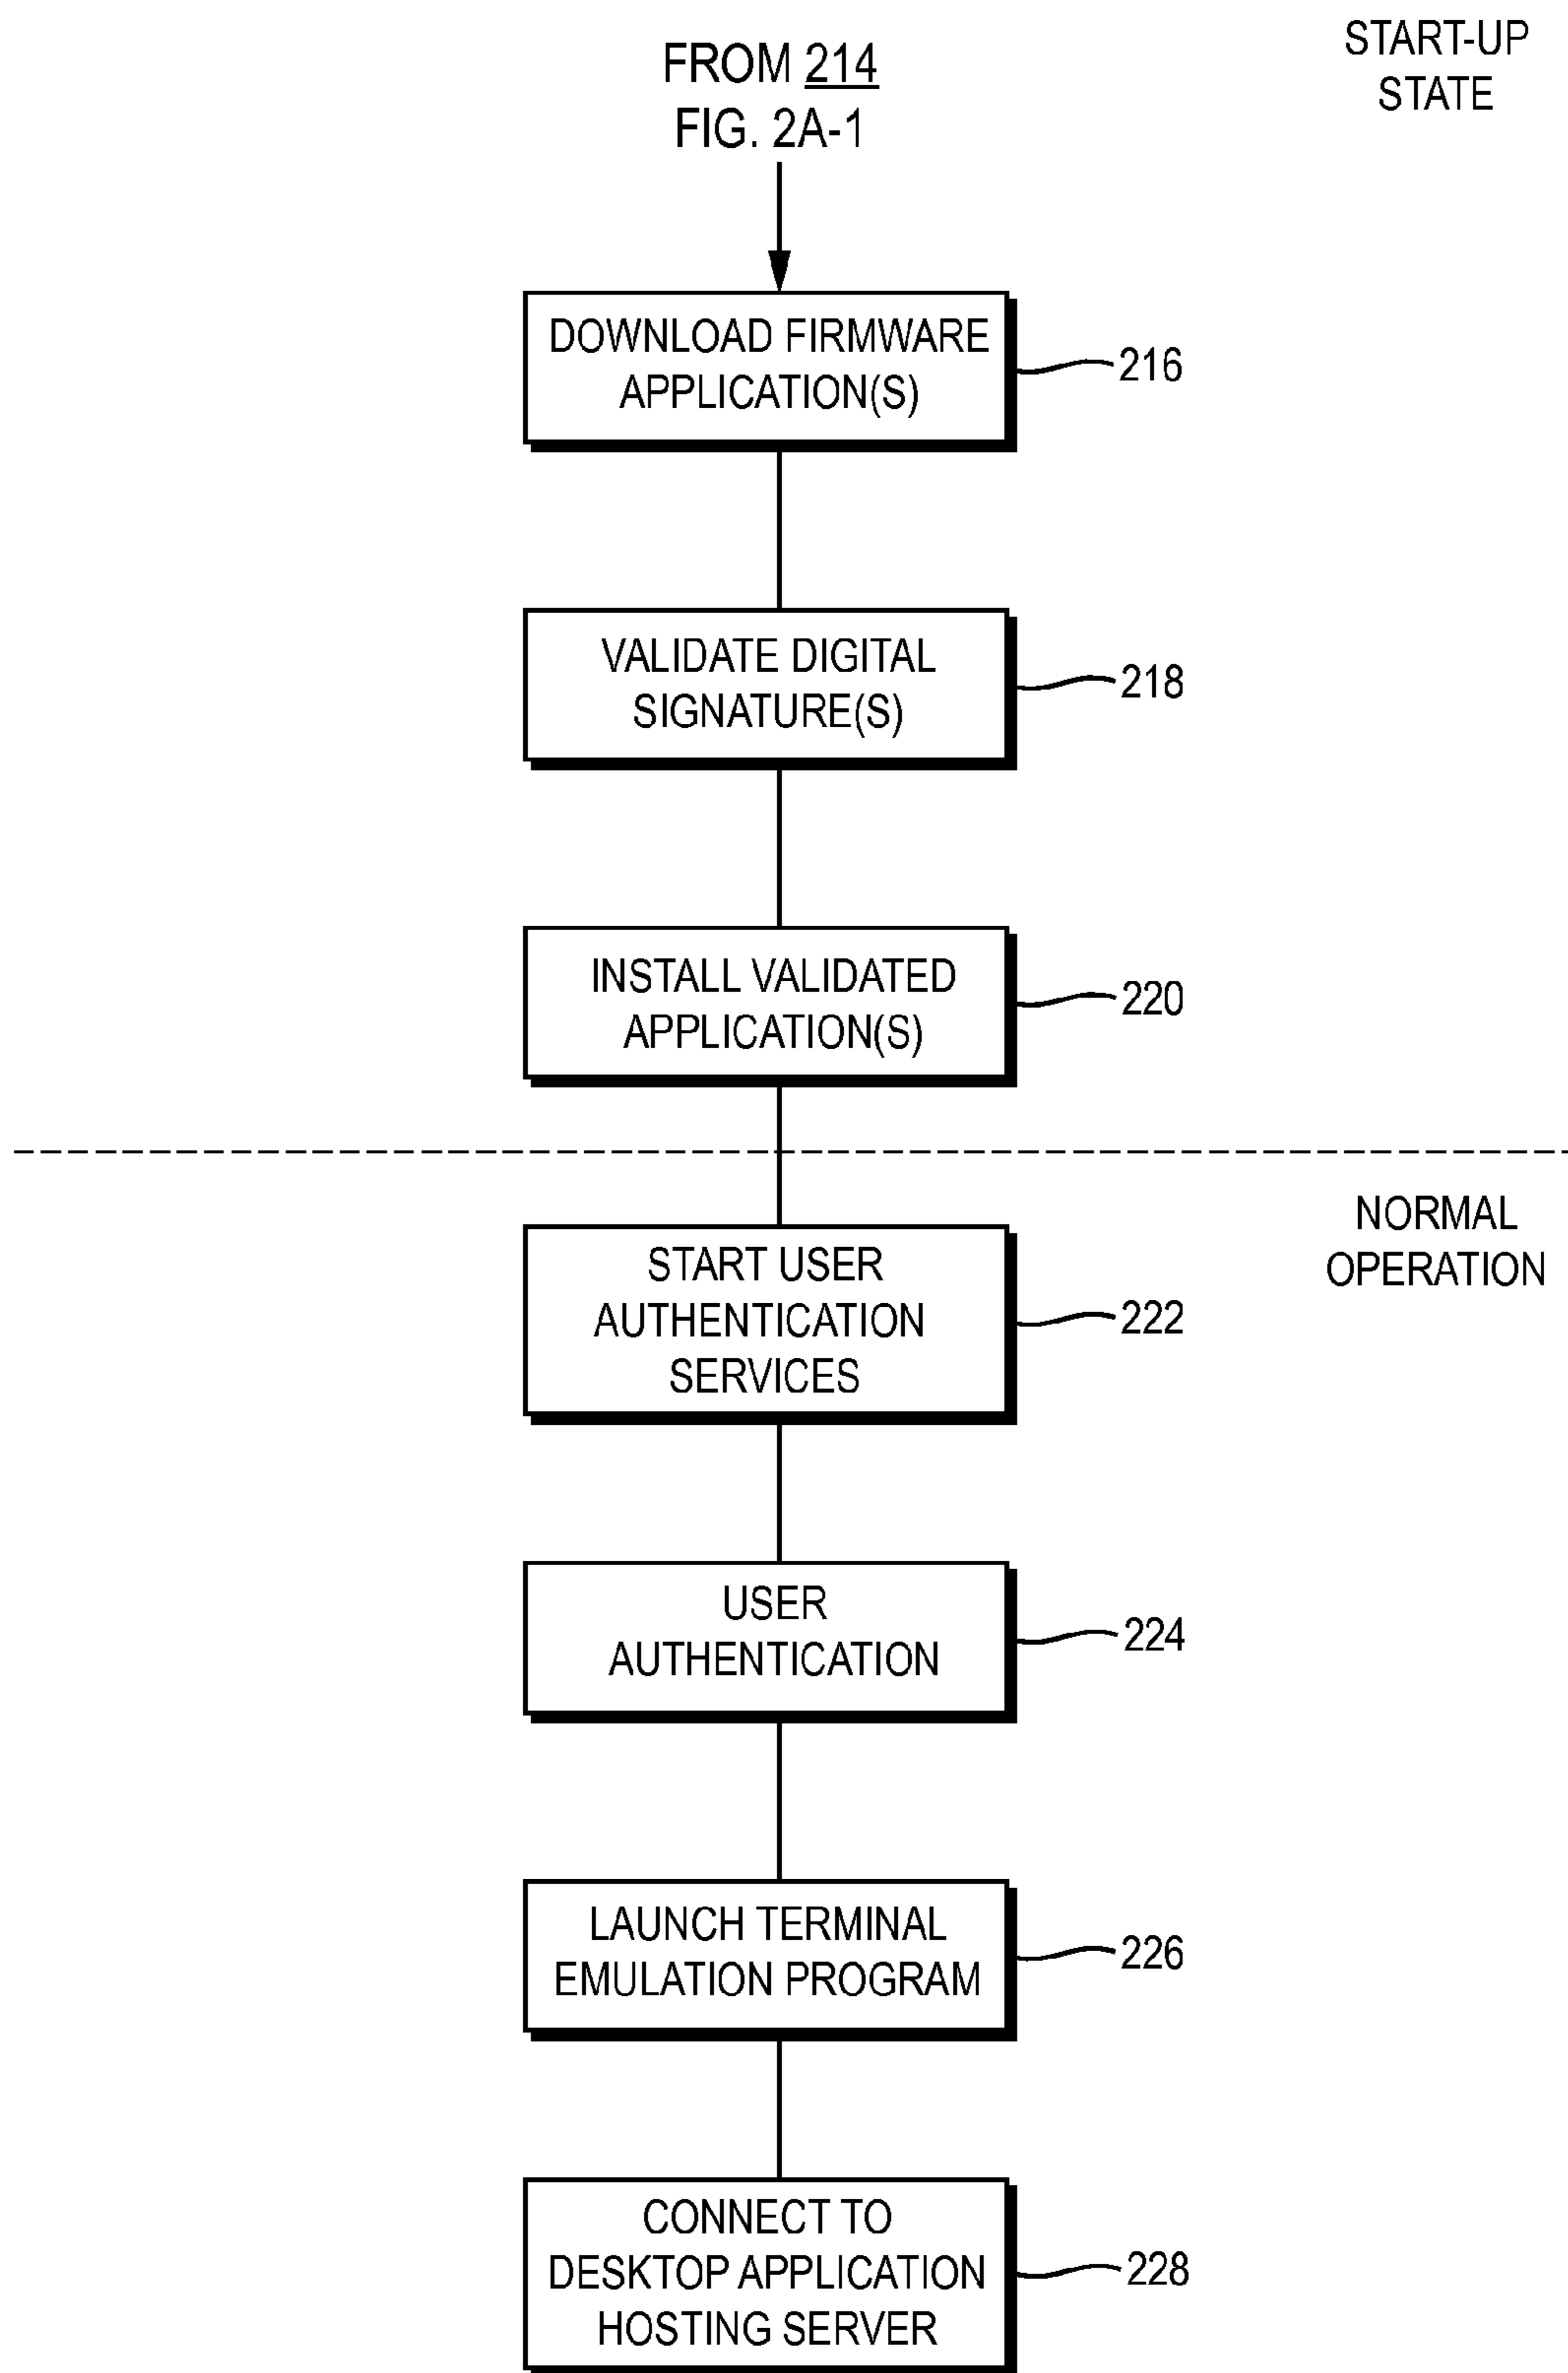 START-UP
STATE
FROM 214
FIG. 2A-1
DOWNLOAD FIRMWARE
APPLICATION(S)
216
VALIDATE DIGITAL
SIGNATURE(S)
218
INSTALL VALIDATED
APPLICATION(S)
220
NORMAL
OPERATION
START USER
AUTHENTICATION
SERVICES
222
USER
AUTHENTICATION
224
LAUNCH TERMINAL
EMULATION PROGRAM
226
CONNECT TO
DESKTOP APPLICATION
HOSTING SERVER
228